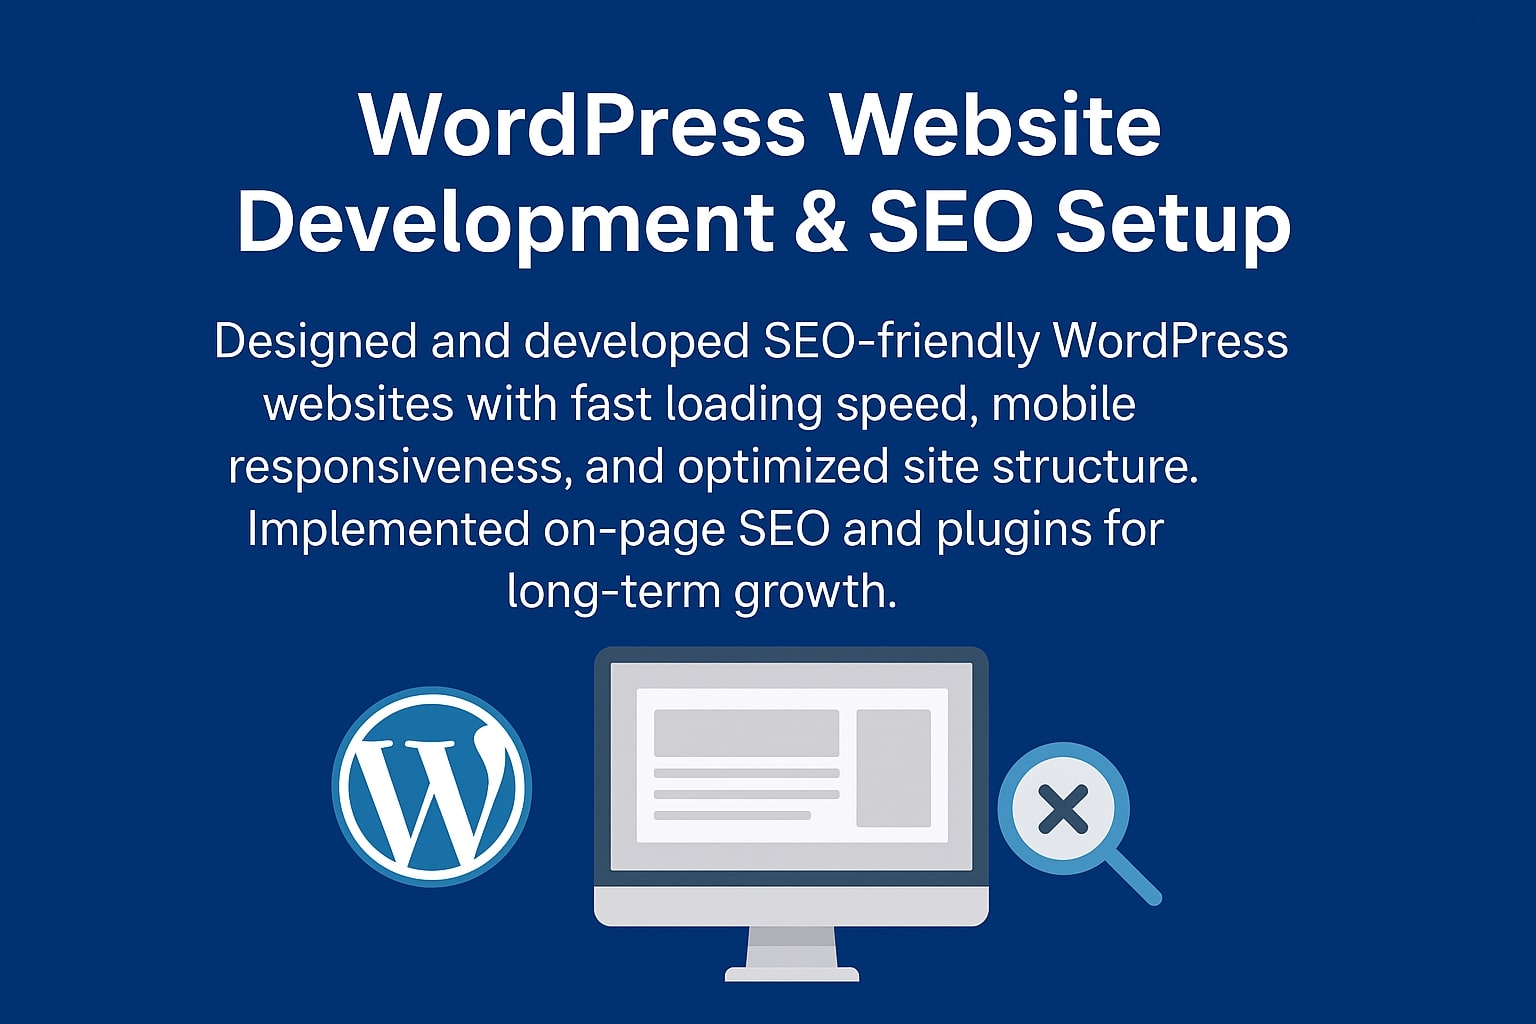 WordPress Website
Development & SEO Setup
Designed and developed SEO-friendly WordPress
websites with fast loading speed, mobile
responsiveness, and optimized site structure.
Implemented on-page SEO and plugins for
long-term growth.
W